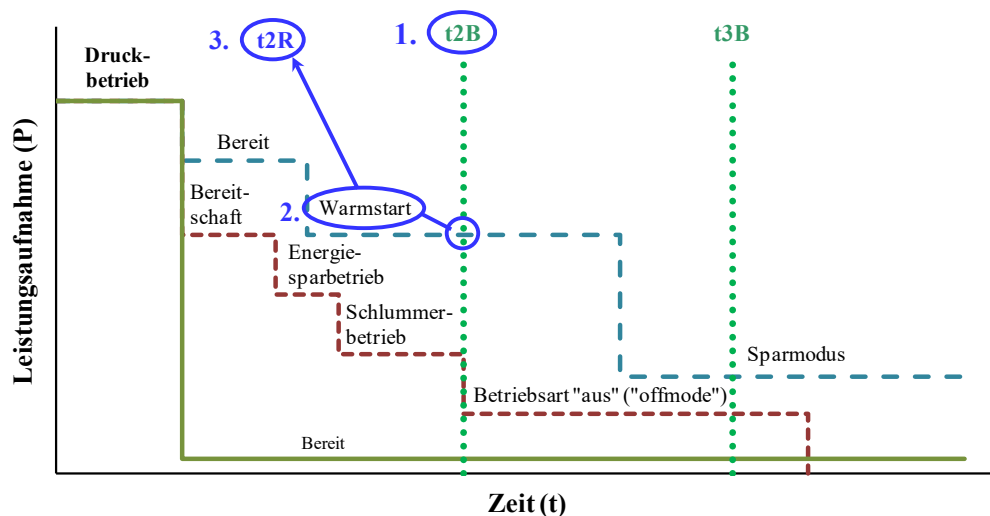 3. t2R
1. t2B
t3B
Druck-
betrieb
Bereit
Bereit-
schaft
2. Warmstart
Energie-
sparbetrieb
Schlummer-
betrieb
Sparmodus
Betriebsart "aus" ("offmode")
Bereit
Leistungsaufnahme (P)
Zeit (t)